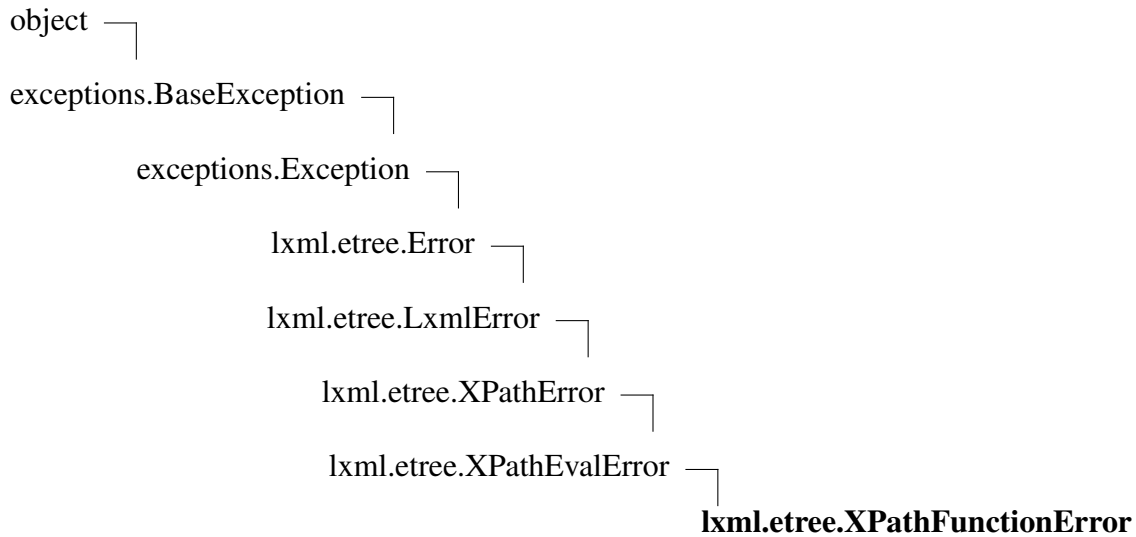 object
exceptions.BaseException
exceptions.Exception
lxml.etree.Error
lxml.etree.LxmlError
lxml.etree.XPathError
lxml.etree.XPathEvalError
lxml.etree.XPathFunctionError